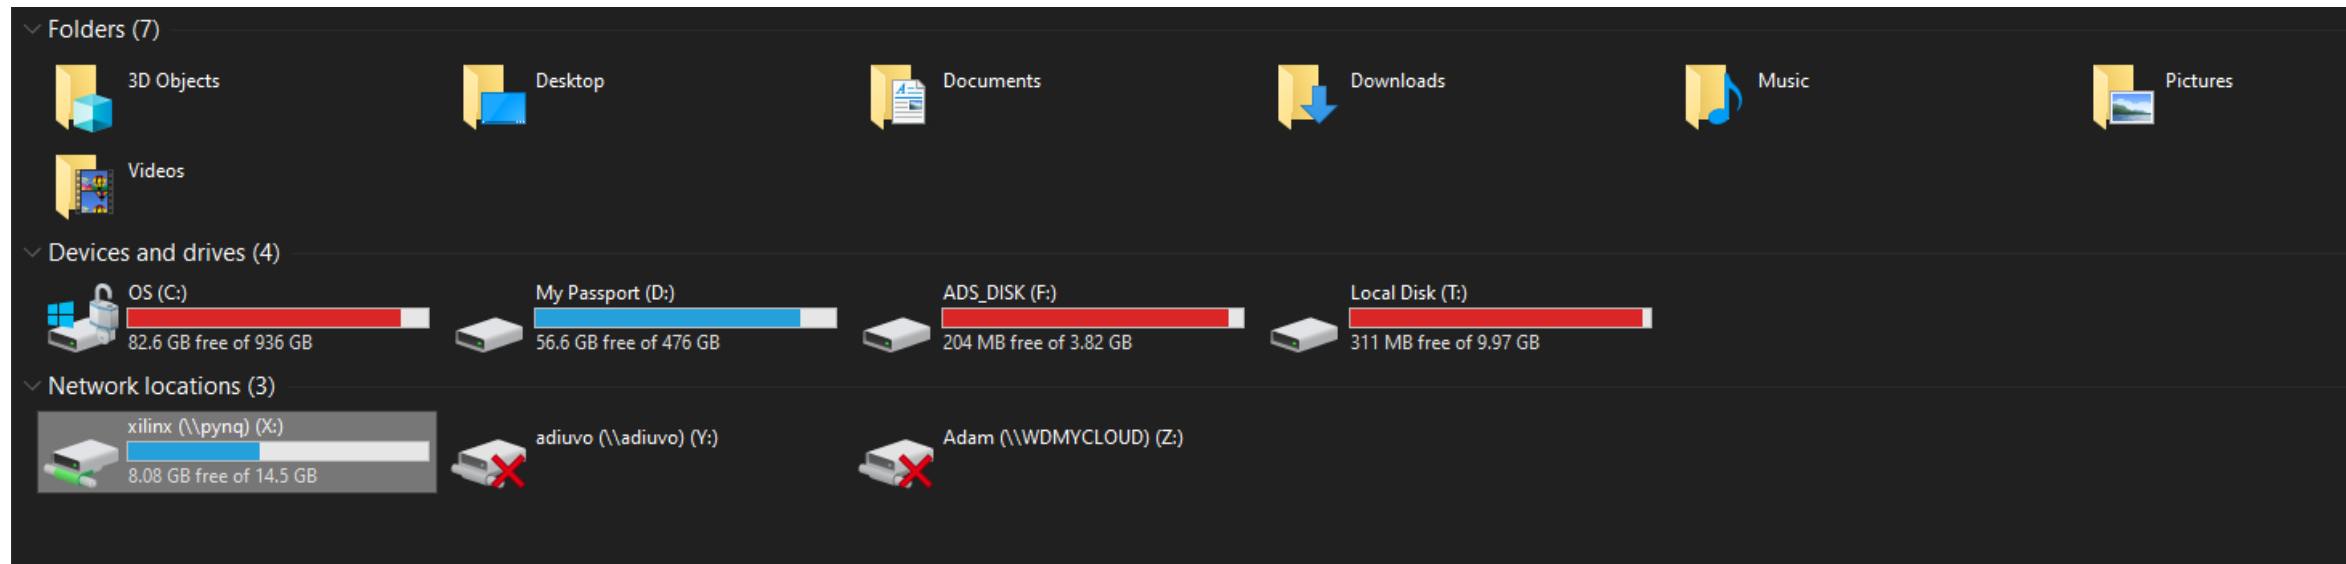 Folders (7)
3D Objects
Desktop
Documents
Downloads
Music
Pictures
Videos
Devices and drives (4)
OS (C:)
82.6 GB free of 936 GB
My Passport (D:)
56.6 GB free of 476 GB
ADS_DISK (F:)
204 MB free of 3.82 GB
Local Disk (T:)
311 MB free of 9.97 GB
Network locations (3)
xilinx (\\pynq) (X:)
8.08 GB free of 14.5 GB
adiuvo (\\adiuvo) (Y:)
Adam (\\WDMYCLOUD) (Z:)